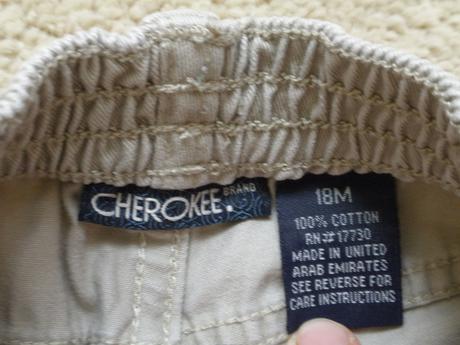 CHEROKEE.
BRAND
18M
100% COTTON
RN# 17730
MADE IN UNITED
ARAB EMIRATES
SEE REVERSE FOR
CARE INSTRUCTIONS